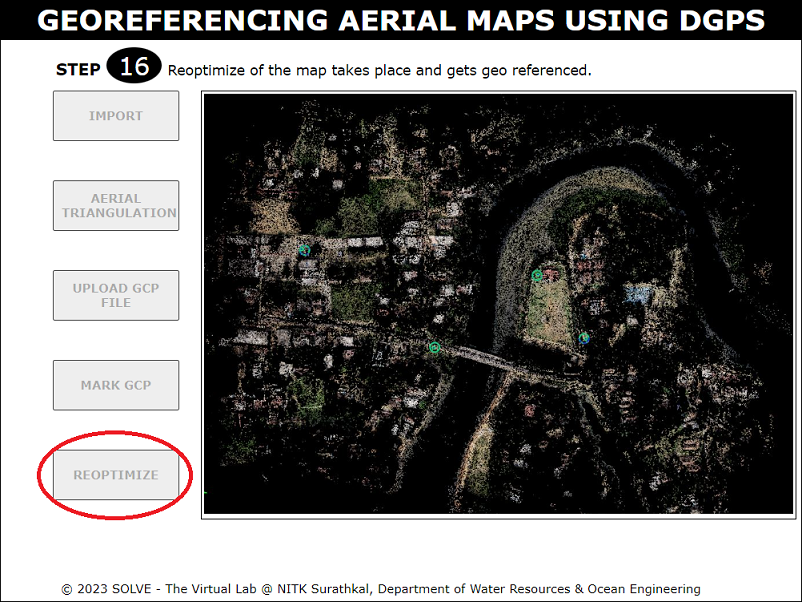 GEOREFERENCING AERIAL MAPS USING DGPS
STEP 16 Reoptimize of the map takes place and gets geo referenced.
IMPORT
AERIAL
TRIANGULATION
UPLOAD GCP
FILE
MARK GCP
REOPTIMIZE
© 2023 SOLVE - The Virtual Lab @ NITK Surathkal, Department of Water Resources & Ocean Engineering